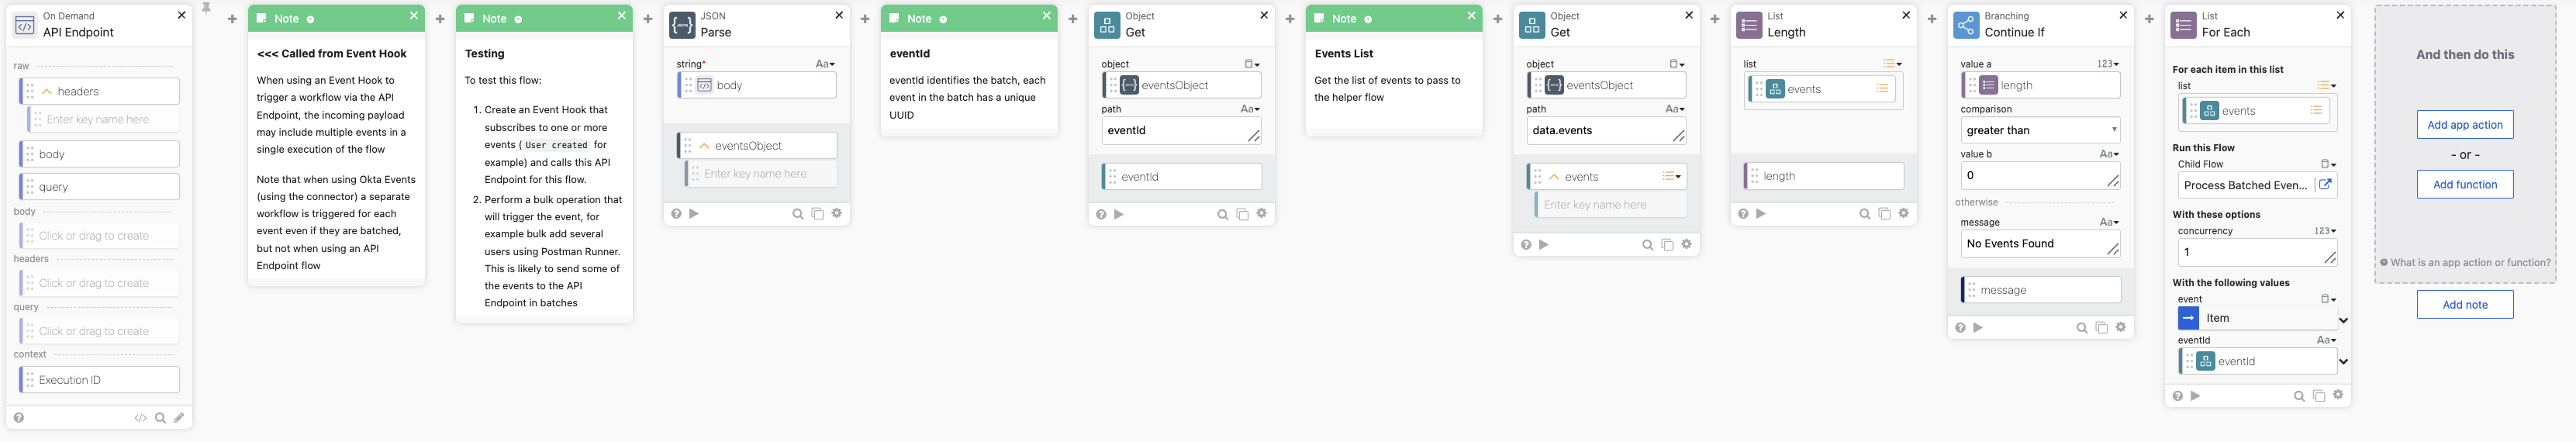 On Demand
API Endpoint
raw
headers
Enter key name here
body
query
body
Click or drag to create
headers
Click or drag to create
query
Click or drag to create
context
Execution ID
Note
<<< Called from Event Hook
When using an Event Hook to
trigger a workflow via the API
Endpoint, the incoming payload
may include multiple events in a
single execution of the flow
Note that when using Okta Events
(using the connector) a separate
workflow is triggered for each
event even if they are batched,
but not when using an API
Endpoint flow
Note
Testing
To test this flow:
1. Create an Event Hook that
subscribes to one or more
events ( User created for
example) and calls this API
Endpoint for this flow.
2. Perform a bulk operation that
will trigger the event, for
example bulk add several
users using Postman Runner.
This is likely to send some of
the events to the API
Endpoint in batches
JSON
Parse
string* Aa
body
eventsObject
Enter key name here
Note
eventId
eventId identifies the batch, each
event in the batch has a unique
UUID
Object
Get
object
eventsObject
path Aa
eventId
eventId
Note
Events List
Get the list of events to pass to
the helper flow
Object
Get
object
eventsObject
path Aa
data.events
events
Enter key name here
List
Length
list
events
length
Branching
Continue If
value a 123
length
comparison
greater than
value b Aa
0
otherwise
message Aa
No Events Found
message
List
For Each
For each item in this list
list
events
Run this Flow
Child Flow
Process Batched Even...
With these options
concurrency 123
1
With the following values
event
Item
eventId Aa
eventId
And then do this
Add app action
- or -
Add function
What is an app action or function?
Add note